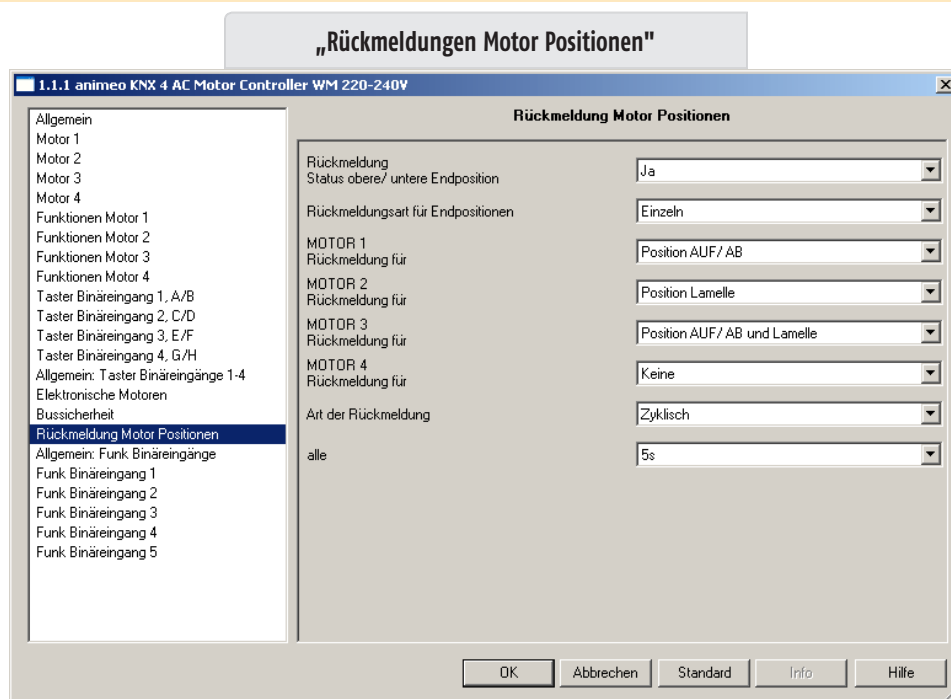 „Rückmeldungen Motor Positionen"
1.1.1 animeo KNX 4 AC Motor Controller WM 220-240V
Allgemein
Motor 1
Motor 2
Motor 3
Motor 4
Funktionen Motor 1
Funktionen Motor 2
Funktionen Motor 3
Funktionen Motor 4
Taster Binäreingang 1, A/B
Taster Binäreingang 2, C/D
Taster Binäreingang 3, E/F
Taster Binäreingang 4, G/H
Allgemein: Taster Binäreingänge 1-4
Elektronische Motoren
Bussicherheit
Rückmeldung Motor Positionen
Allgemein: Funk Binäreingänge
Funk Binäreingang 1
Funk Binäreingang 2
Funk Binäreingang 3
Funk Binäreingang 4
Funk Binäreingang 5
Rückmeldung Motor Positionen
Rückmeldung
Status obere/ untere Endposition
Ja
Rückmeldungsart für Endpositionen
Einzeln
MOTOR 1
Rückmeldung für
Position AUF/ AB
MOTOR 2
Rückmeldung für
Position Lamelle
MOTOR 3
Rückmeldung für
Position AUF/ AB und Lamelle
MOTOR 4
Rückmeldung für
Keine
Art der Rückmeldung
Zyklisch
alle
5s
OK
Abbrechen
Standard
Info
Hilfe